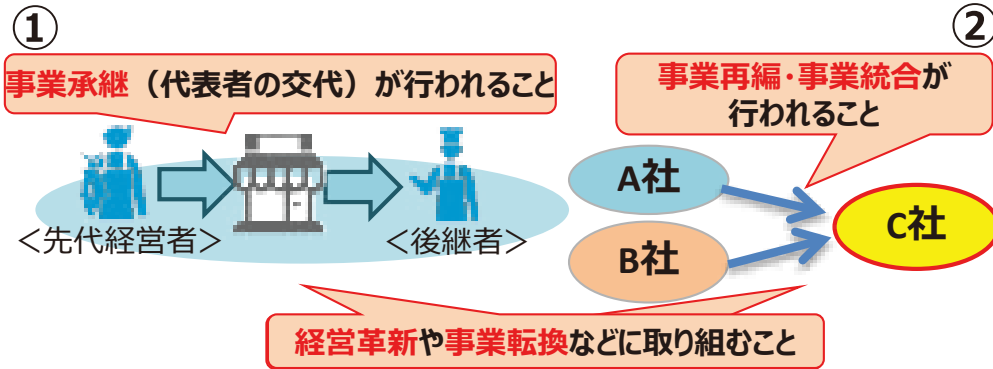 ①
事業承継（代表者の交代）が行われること
<先代経営者>
<後継者>
②
事業再編・事業統合が
行われること
A社
B社
C社
経営革新や事業転換などに取り組むこと